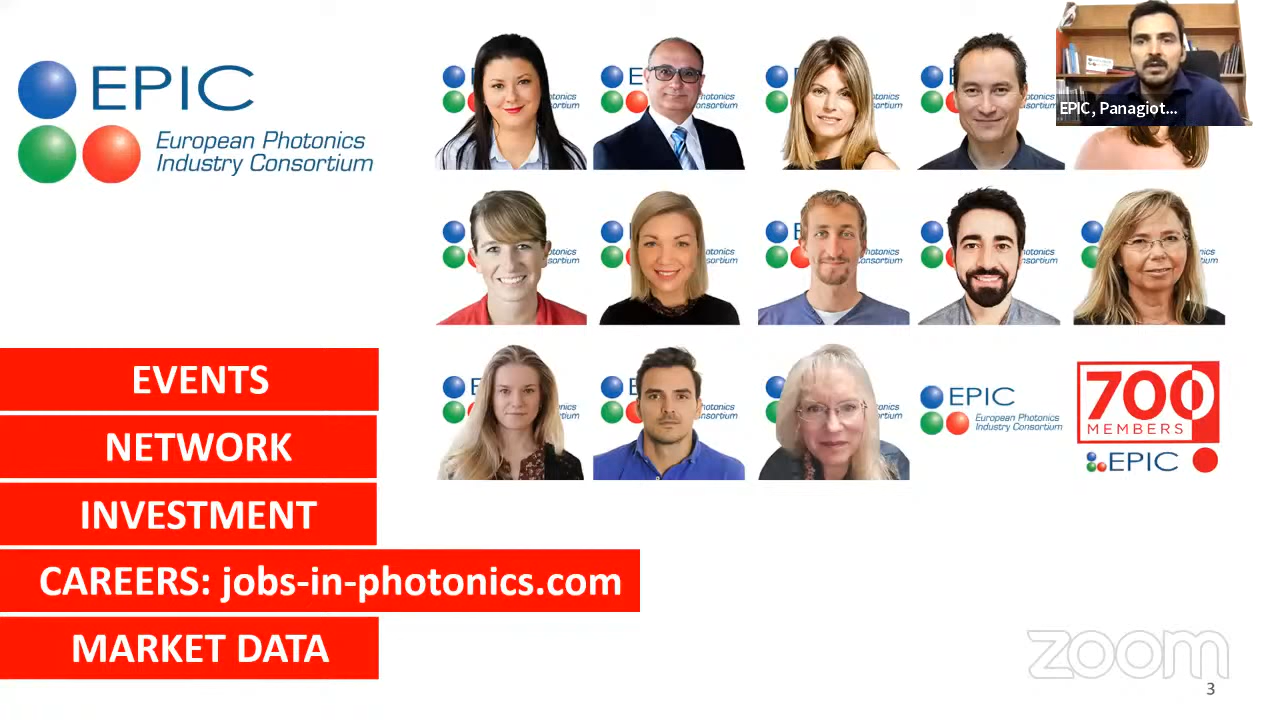 EPIC
European Photonics
Industry Consortium
EPIC, Panagiot...
EVENTS
NETWORK
INVESTMENT
CAREERS: jobs-in-photonics.com
MARKET DATA
EPIC
European Photonics
Industry Consortium
700
MEMBERS
EPIC
zoom
3